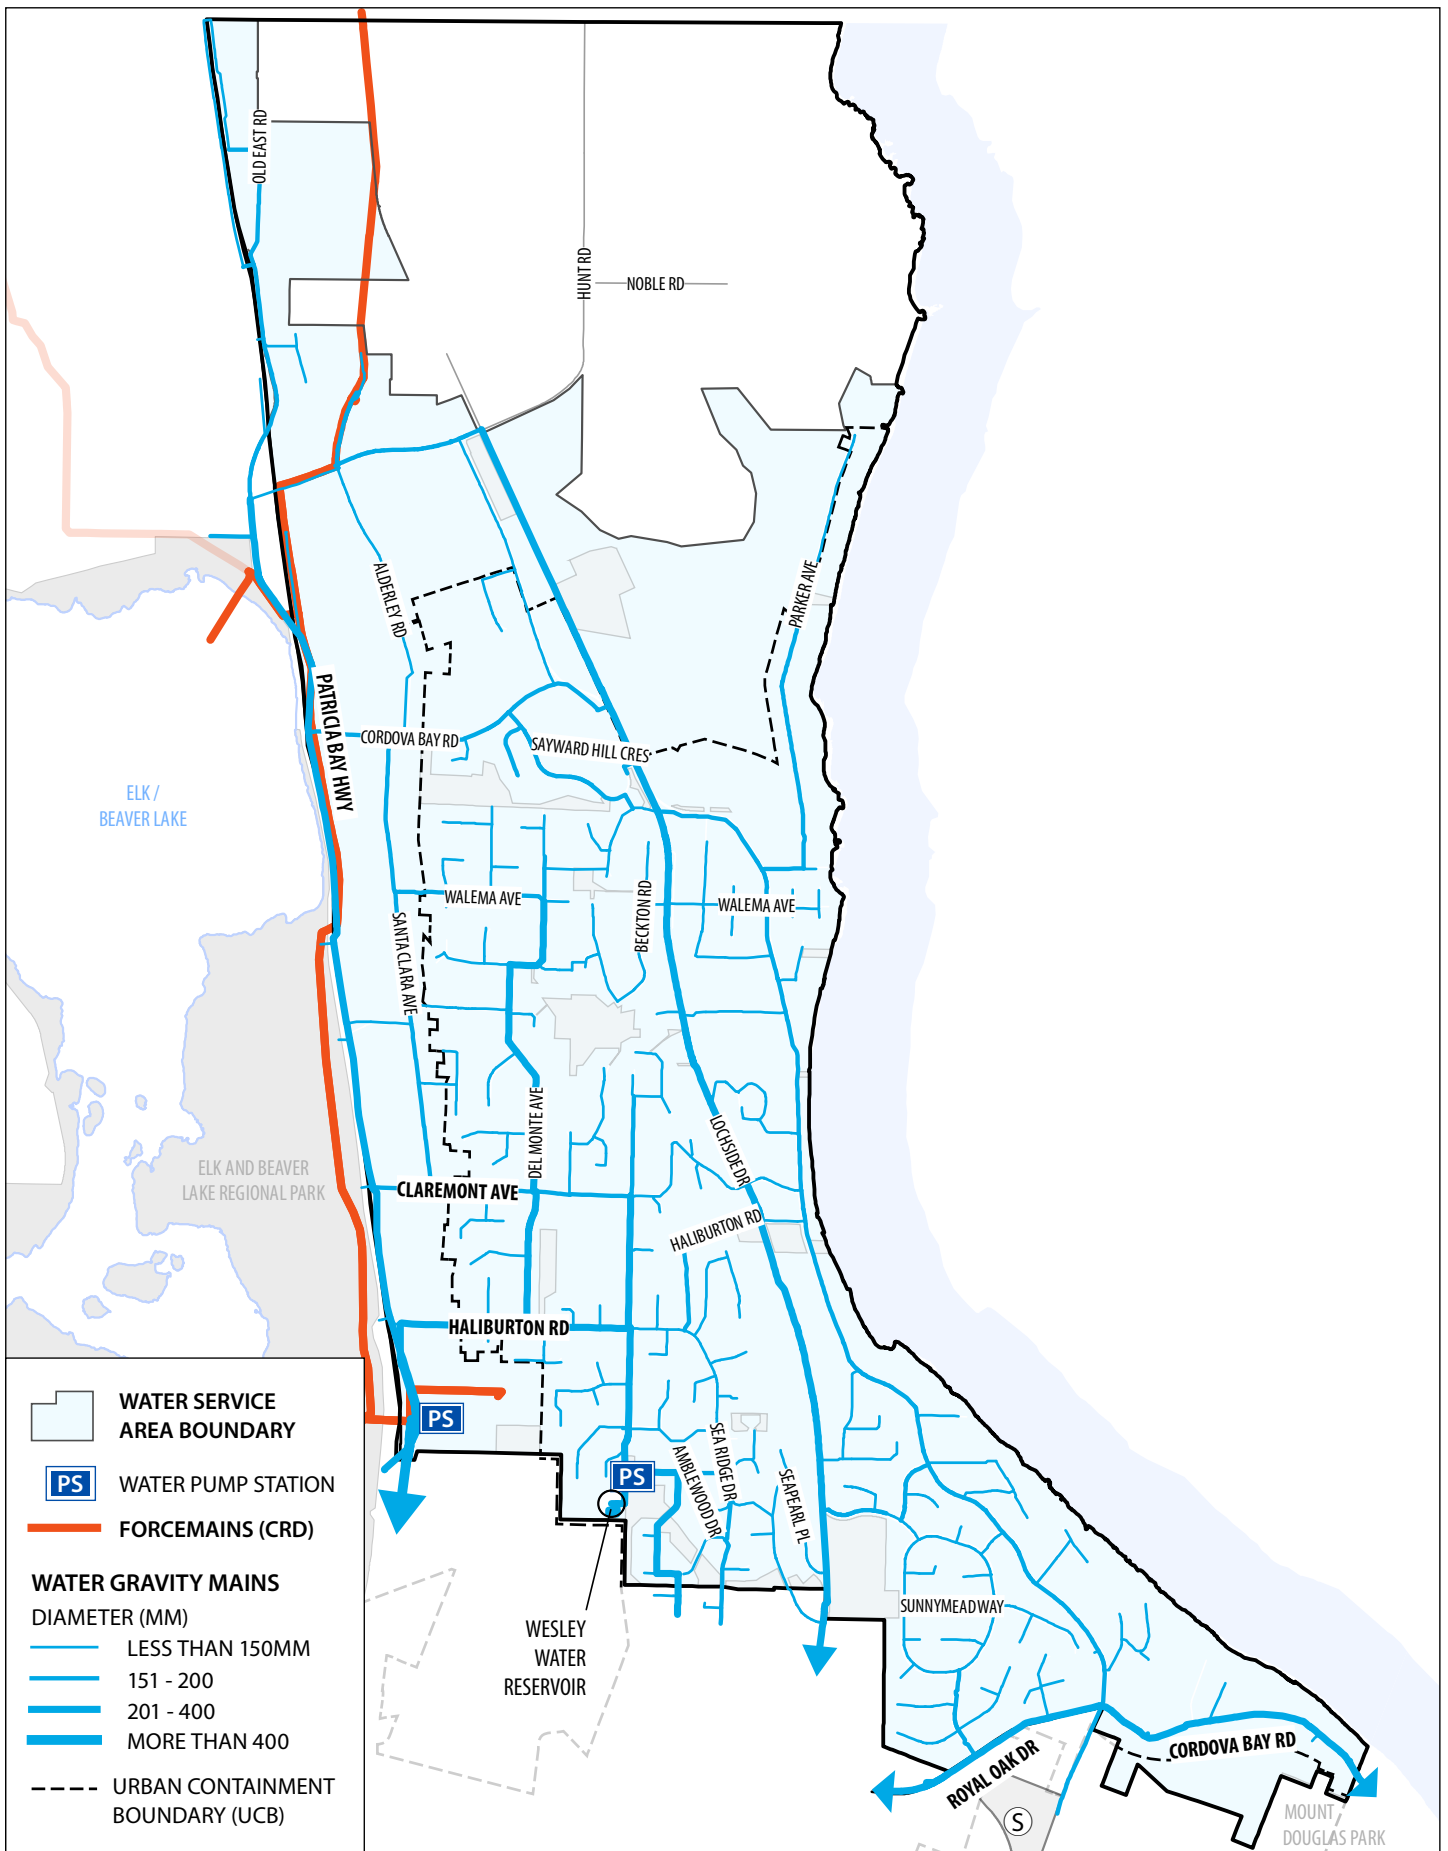 OLD EAST RD
HUNT RD
NOBLE RD
ALDERLEY RD
PARKER AVE
PATRICIA BAY HWY
CORDOVA BAY RD
SAYWARD HILL CRES
ELK /
BEAVER LAKE
WALEMA AVE
BECKTON RD
WALEMA AVE
SANTA CLARA AVE
DEL MONTE AVE
LOCHSIDE DR
ELK AND BEAVER
LAKE REGIONAL PARK
CLAREMONT AVE
HALIBURTON RD
HALIBURTON RD
PS
PS
SEA RIDGE DR
AMBLEWOOD DR
SEAPEARL PL
SUNNYMEAD WAY
WESLEY
WATER
RESERVOIR
ROYAL OAK DR
CORDOVA BAY RD
S
MOUNT
DOUGLAS PARK
WATER SERVICE
AREA BOUNDARY
PS WATER PUMP STATION
FORCEMAINS (CRD)
WATER GRAVITY MAINS
DIAMETER (MM)
LESS THAN 150MM
151 - 200
201 - 400
MORE THAN 400
URBAN CONTAINMENT
BOUNDARY (UCB)